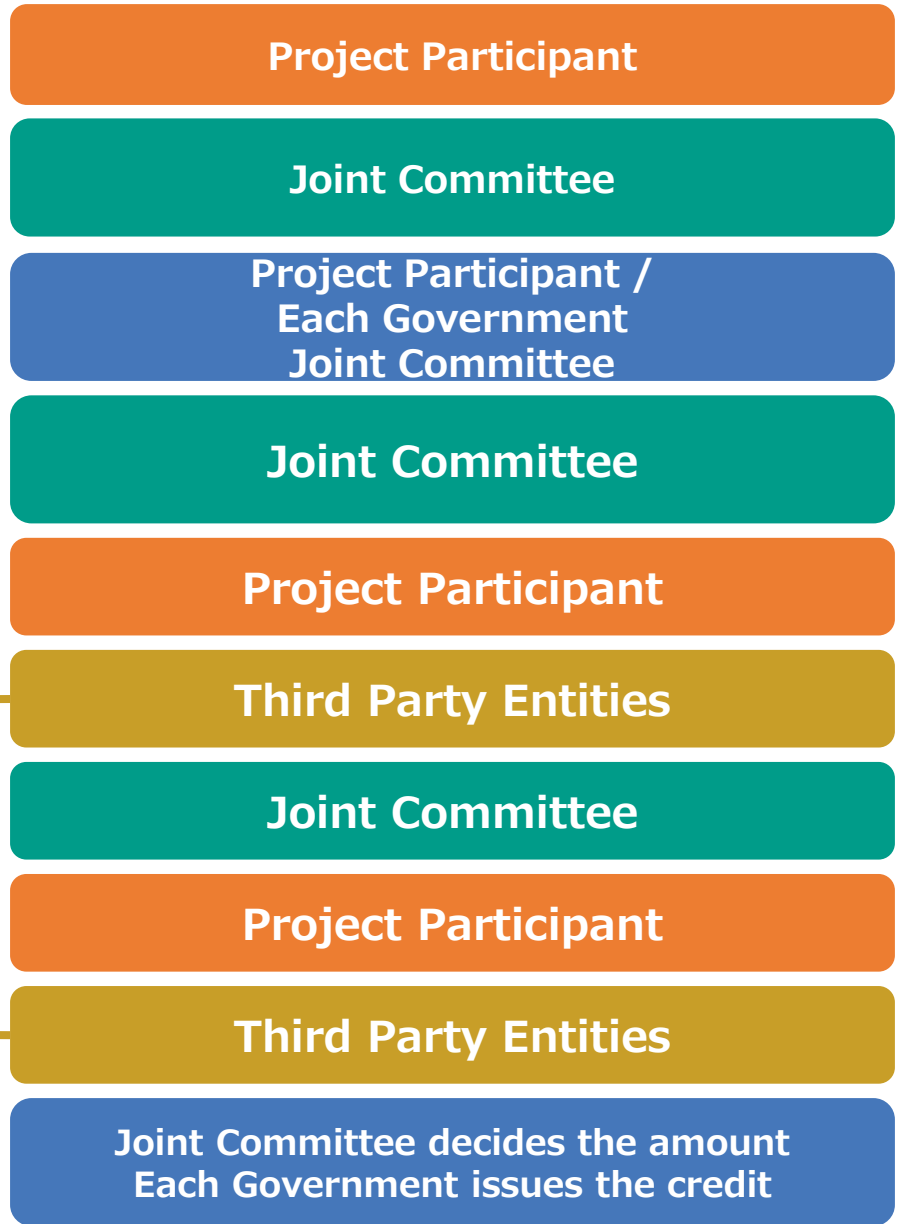 Project Participant
Joint Committee
Project Participant /
Each Government
Joint Committee
Joint Committee
Project Participant
Third Party Entities
Joint Committee
Project Participant
Third Party Entities
Joint Committee decides the amount
Each Government issues the credit